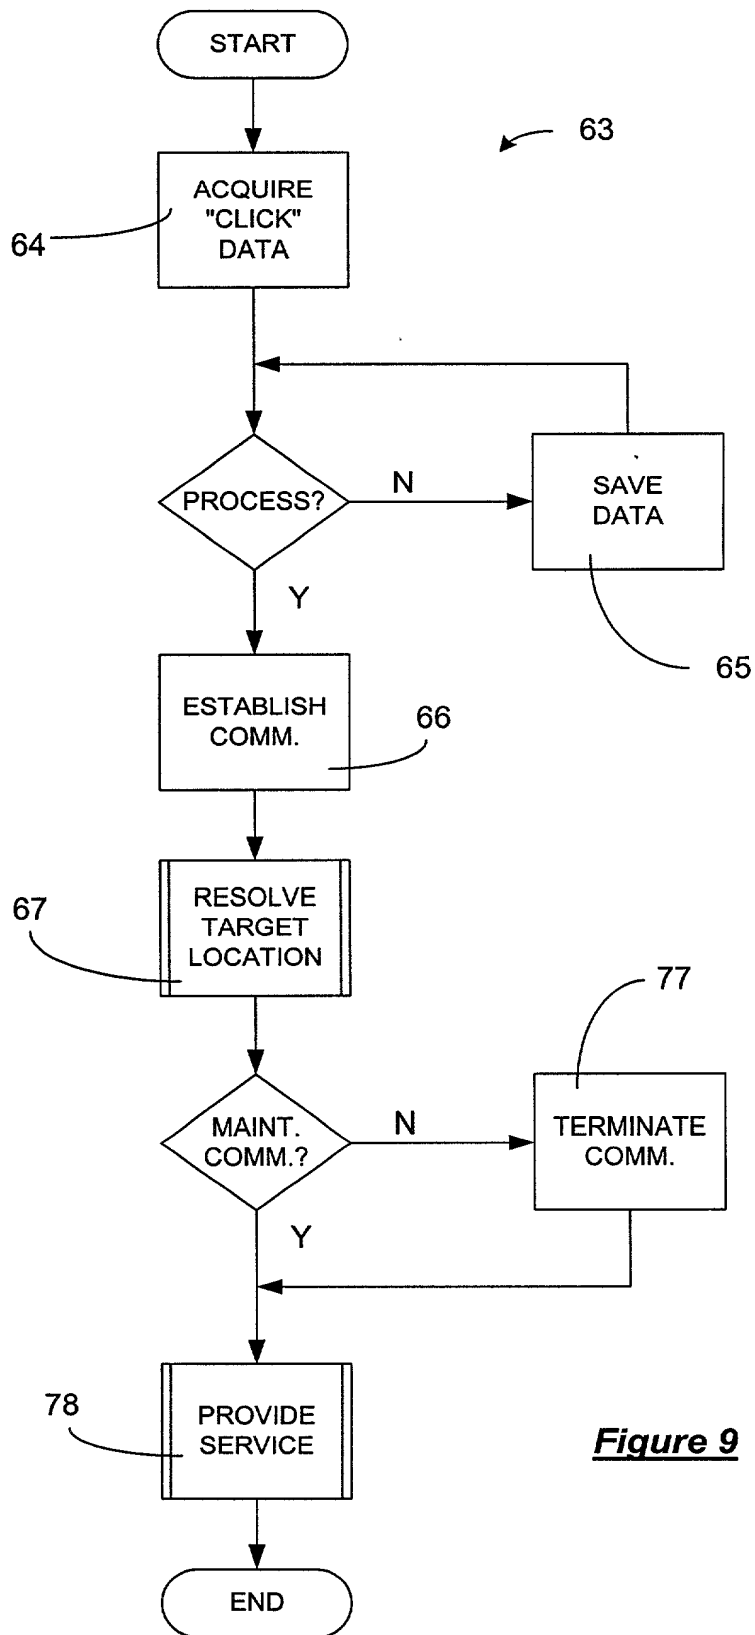 START
63
ACQUIRE
"CLICK"
DATA
64
PROCESS?
N
SAVE
DATA
Y
65
ESTABLISH
COMM.
66
RESOLVE
TARGET
LOCATION
67
77
MAINT.
COMM.?
N
TERMINATE
COMM.
Y
78
PROVIDE
SERVICE
Figure 9
END